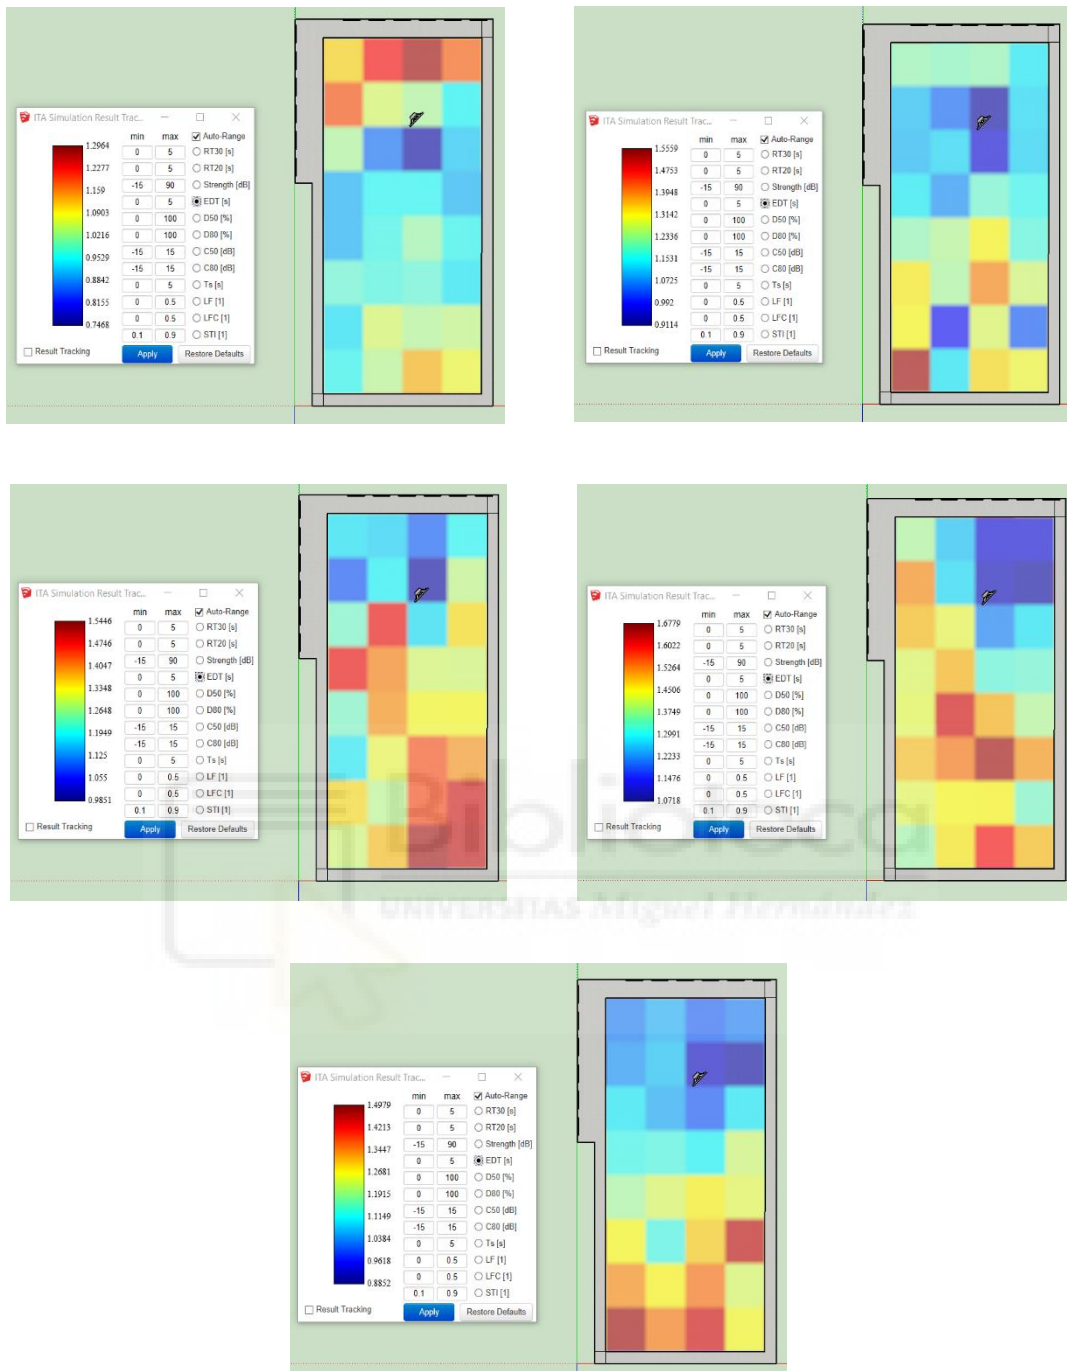 ITA Simulation Result Trac...
min max Auto-Range
1.2964 0 5 RT30 [s]
1.2277 0 5 RT20 [s]
1.159 -15 90 Strength [dB]
1.0903 0 5 EDT [s]
1.0216 0 100 D50 [%]
0.9529 0 100 D80 [%]
0.8842 -15 15 C50 [dB]
0.8155 -15 15 C80 [dB]
0.7468 0 5 Ts [s]
0 0.5 LF [1]
0 0.5 LFC [1]
0.1 0.9 STI [1]
Result Tracking Apply Restore Defaults
ITA Simulation Result Trac...
min max Auto-Range
1.5559 0 5 RT30 [s]
1.4753 0 5 RT20 [s]
1.3948 -15 90 Strength [dB]
1.3142 0 5 EDT [s]
1.2336 0 100 D50 [%]
1.1531 0 100 D80 [%]
1.0725 -15 15 C50 [dB]
0.992 -15 15 C80 [dB]
0.9114 0 5 Ts [s]
0 0.5 LF [1]
0 0.5 LFC [1]
0.1 0.9 STI [1]
Result Tracking Apply Restore Defaults
ITA Simulation Result Trac...
min max Auto-Range
1.5446 0 5 RT30 [s]
1.4746 0 5 RT20 [s]
1.4047 -15 90 Strength [dB]
1.3348 0 5 EDT [s]
1.2648 0 100 D50 [%]
1.1949 0 100 D80 [%]
1.125 -15 15 C50 [dB]
1.055 -15 15 C80 [dB]
0.9851 0 5 Ts [s]
0 0.5 LF [1]
0 0.5 LFC [1]
0.1 0.9 STI [1]
Result Tracking Apply Restore Defaults
ITA Simulation Result Trac...
min max Auto-Range
1.6779 0 5 RT30 [s]
1.6022 0 5 RT20 [s]
1.5264 -15 90 Strength [dB]
1.4506 0 5 EDT [s]
1.3749 0 100 D50 [%]
1.2991 0 100 D80 [%]
1.2233 -15 15 C50 [dB]
1.1476 -15 15 C80 [dB]
1.0718 0 5 Ts [s]
0 0.5 LF [1]
0 0.5 LFC [1]
0.1 0.9 STI [1]
Result Tracking Apply Restore Defaults
Biblioteca
UNIVERSITAS Miguel Hernández
ITA Simulation Result Trac...
min max Auto-Range
1.4979 0 5 RT30 [s]
1.4213 0 5 RT20 [s]
1.3447 -15 90 Strength [dB]
1.2681 0 5 EDT [s]
1.1915 0 100 D50 [%]
1.1149 0 100 D80 [%]
1.0384 -15 15 C50 [dB]
0.9618 -15 15 C80 [dB]
0.8852 0 5 Ts [s]
0 0.5 LF [1]
0 0.5 LFC [1]
0.1 0.9 STI [1]
Result Tracking Apply Restore Defaults